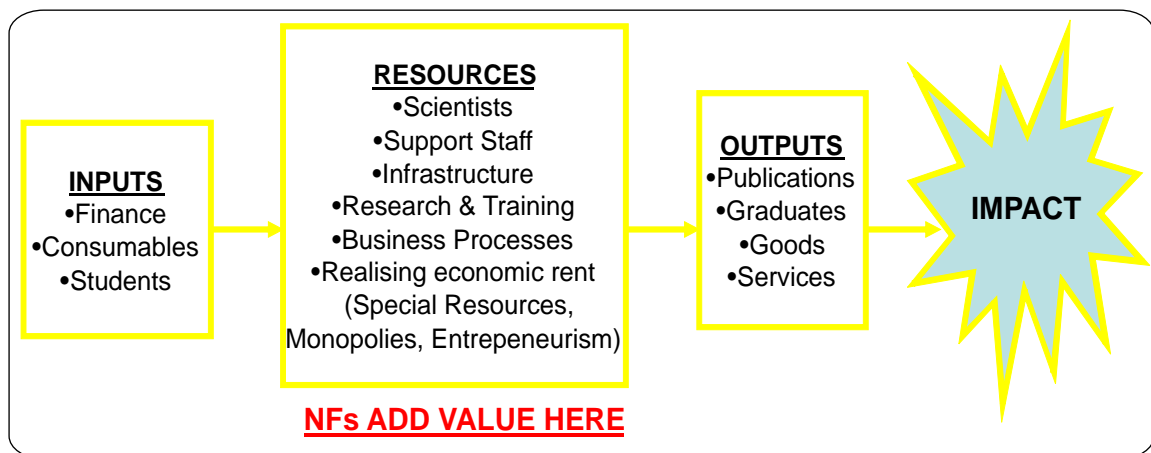 INPUTS
•Finance
•Consumables
•Students
RESOURCES
•Scientists
•Support Staff
•Infrastructure
•Research & Training
•Business Processes
•Realising economic rent
(Special Resources,
Monopolies, Entrepeneurism)
NFs ADD VALUE HERE
OUTPUTS
•Publications
•Graduates
•Goods
•Services
IMPACT